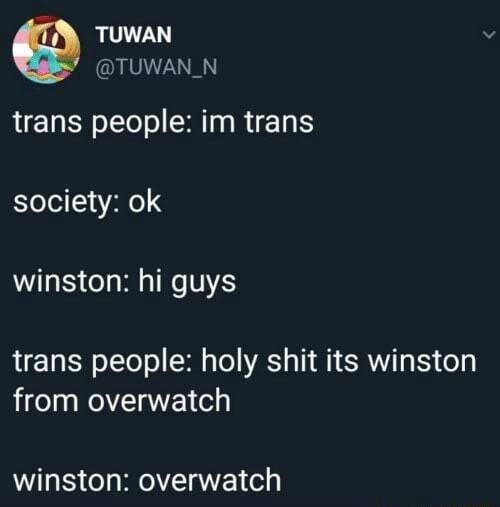 TUWAN
@TUWAN_N
trans people: im trans
society: ok
winston: hi guys
trans people: holy shit its winston
from overwatch
winston: overwatch